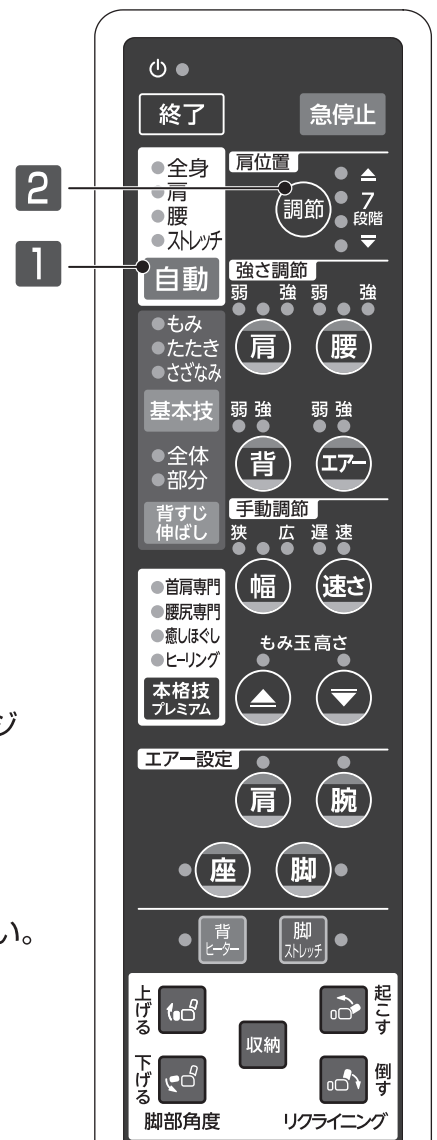 終了
急停止
全身
肩
腰
ストレッチ
自動
肩位置
調節
7
段階
2
1
強さ調節
弱 強 弱 強
肩
腰
もみ
たたき
さざなみ
基本技
弱 強 弱 強
背
エアー
全体
部分
背すじ
伸ばし
手動調節
狭 広 遅 速
幅
速さ
首肩専門
腰尻専門
癒しほぐし
ヒーリング
本格技
プレミアム
もみ玉高さ
ジ
エアー設定
肩
腕
座
脚
い。
背
ヒーター
脚
ストレッチ
上げる
下げる
脚部角度
収納
起こす
倒す
リクライニング